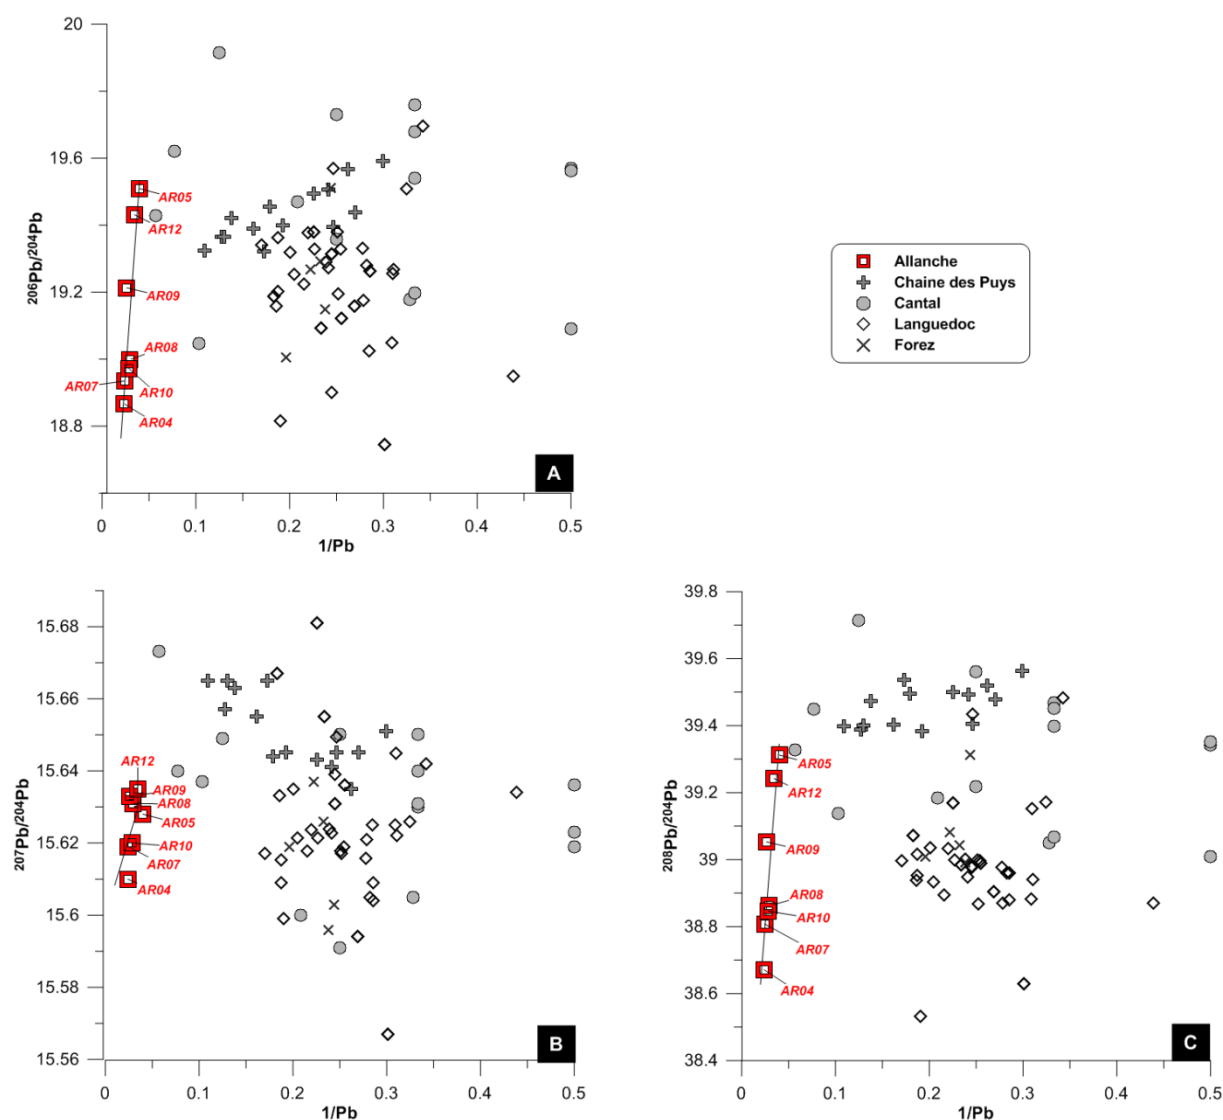 20
19.6
19.2
18.8
206Pb/204Pb
AR05
AR12
AR09
AR08
AR07
AR10
AR04
A
0
0.1
0.2
0.3
0.4
0.5
1/Pb
Allanche
Chaine des Puys
Cantal
Languedoc
Forez
15.68
15.66
15.64
15.62
15.6
15.58
15.56
207Pb/204Pb
AR12
AR09
AR08
AR05
AR10
AR07
AR04
B
0
0.1
0.2
0.3
0.4
0.5
1/Pb
39.8
39.6
39.4
39.2
39
38.8
38.6
38.4
208Pb/204Pb
AR05
AR12
AR09
AR08
AR10
AR07
AR04
C
0
0.1
0.2
0.3
0.4
0.5
1/Pb